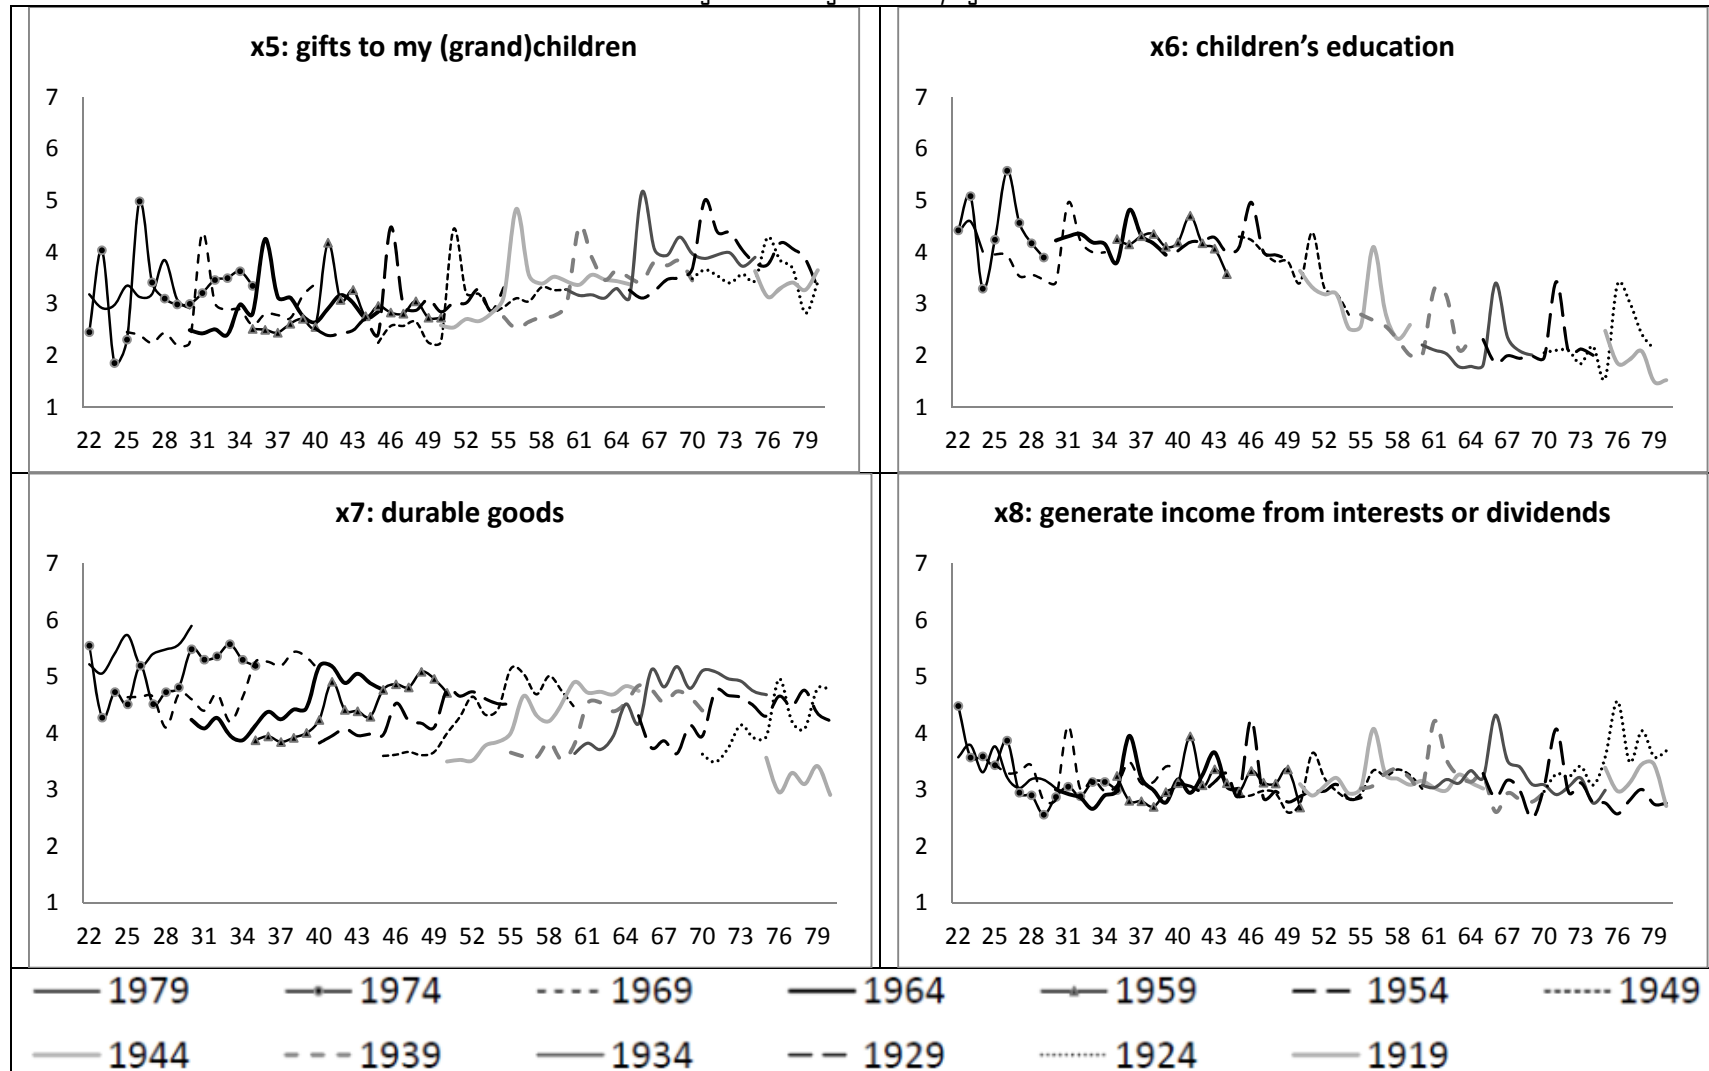 x5: gifts to my (grand)children
7
6
5
4
3
2
1
22 25 28 31 34 37 40 43 46 49 52 55 58 61 64 67 70 73 76 79
x6: children's education
7
6
5
4
3
2
1
22 25 28 31 34 37 40 43 46 49 52 55 58 61 64 67 70 73 76 79
x7: durable goods
7
6
5
4
3
2
1
22 25 28 31 34 37 40 43 46 49 52 55 58 61 64 67 70 73 76 79
x8: generate income from interests or dividends
7
6
5
4
3
2
1
22 25 28 31 34 37 40 43 46 49 52 55 58 61 64 67 70 73 76 79
1979 1974 1969 1964 1959 1954 1949
1944 1939 1934 1929 1924 1919